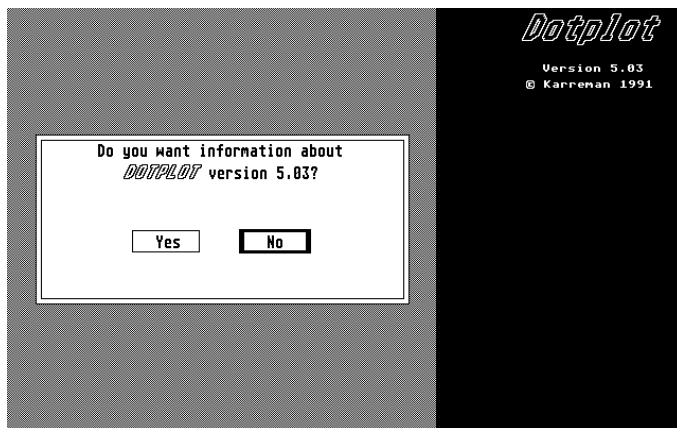 Dotplot
Version 5.03
© Karreman 1991
Do you want information about
DOTPLOT version 5.03?
Yes
No